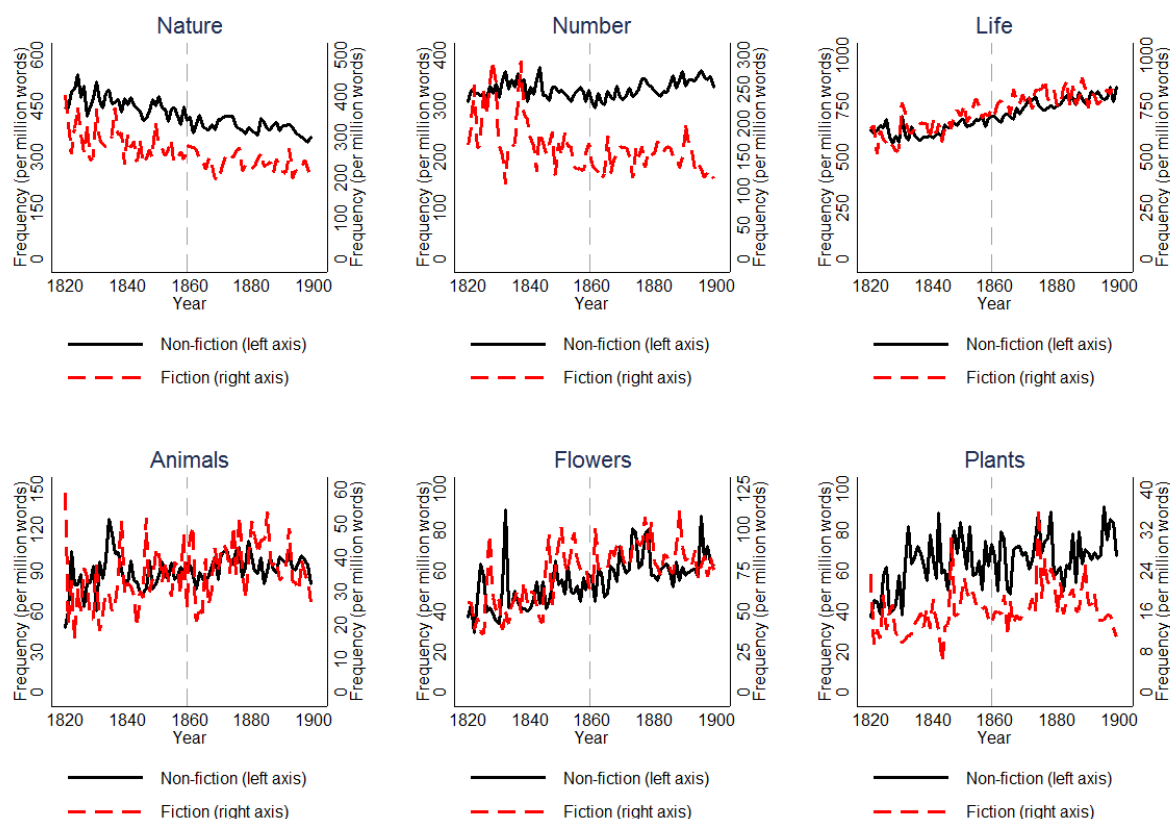 Nature
Frequency (per million words)
0 150 300 450 600
Frequency (per million words)
0 100 200 300 400 500
1820 1840 1860 1880 1900
Year
Non-fiction (left axis)
Fiction (right axis)
Number
Frequency (per million words)
0 100 200 300 400
Frequency (per million words)
0 50 100 150 200 250 300
1820 1840 1860 1880 1900
Year
Non-fiction (left axis)
Fiction (right axis)
Life
Frequency (per million words)
0 250 500 750 1000
Frequency (per million words)
0 250 500 750 1000
1820 1840 1860 1880 1900
Year
Non-fiction (left axis)
Fiction (right axis)
Animals
Frequency (per million words)
0 30 60 90 120 150
Frequency (per million words)
0 10 20 30 40 50 60
1820 1840 1860 1880 1900
Year
Non-fiction (left axis)
Fiction (right axis)
Flowers
Frequency (per million words)
0 20 40 60 80 100
Frequency (per million words)
0 25 50 75 100 125
1820 1840 1860 1880 1900
Year
Non-fiction (left axis)
Fiction (right axis)
Plants
Frequency (per million words)
0 20 40 60 80 100
Frequency (per million words)
0 8 16 24 32 40
1820 1840 1860 1880 1900
Year
Non-fiction (left axis)
Fiction (right axis)